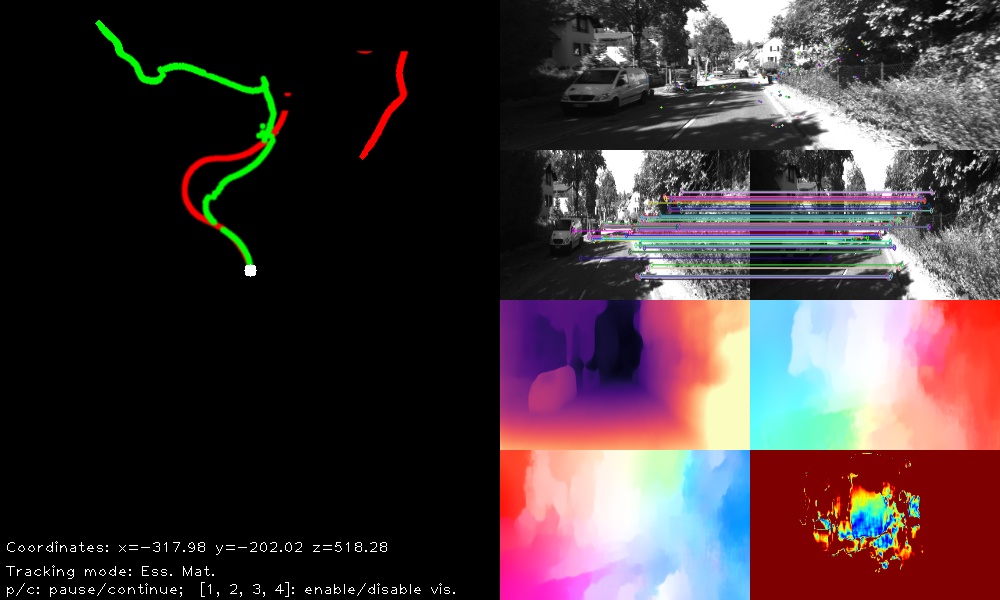 Coordinates: x=−317.98 y=−202.02 z=518.28
Tracking mode: Ess. Mat.
p/c: pause/continue; [1, 2, 3, 4]: enable/disable vis.